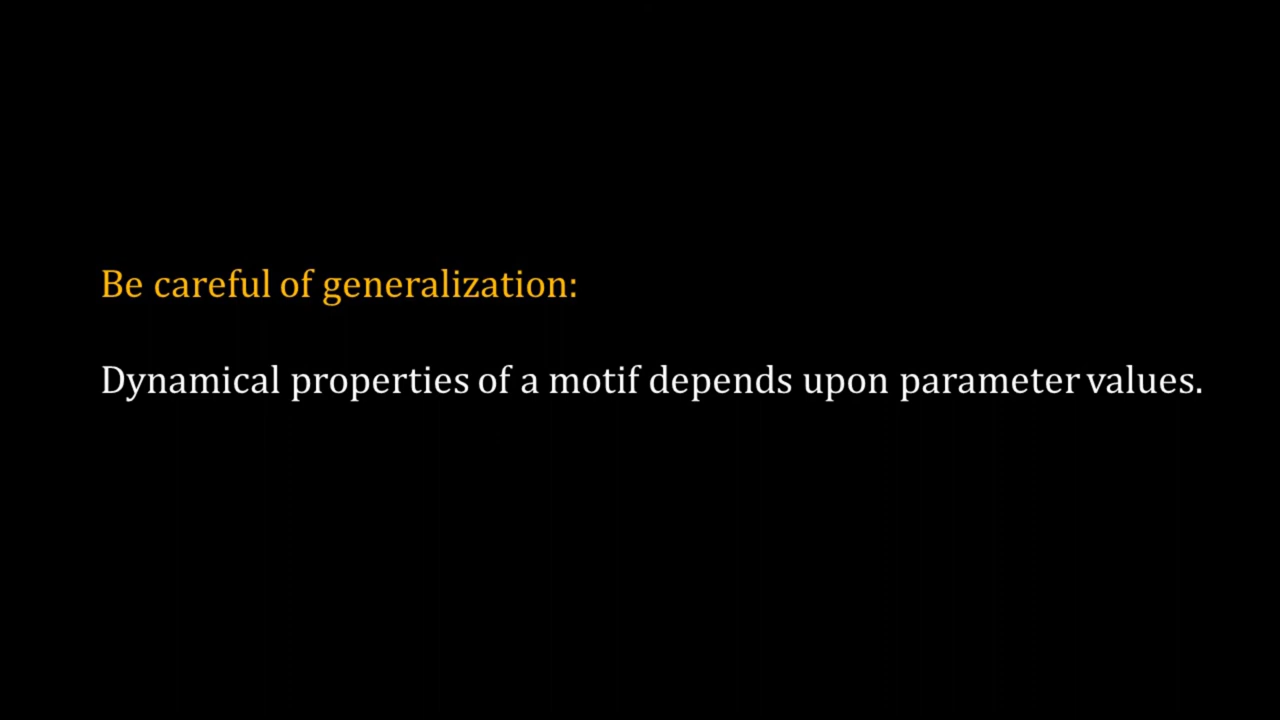 Be careful of generalization:
Dynamical properties of a motif depends upon parameter values.